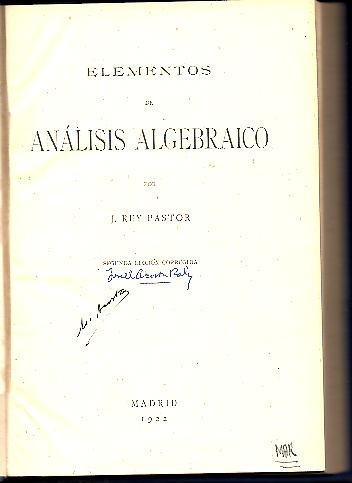 ELEMENTOS
DE
ANÁLISIS ALGEBRAICO
POR
J. REY PASTOR
SEGUNDA EDICIÓN CORREGIDA
MADRID
1922